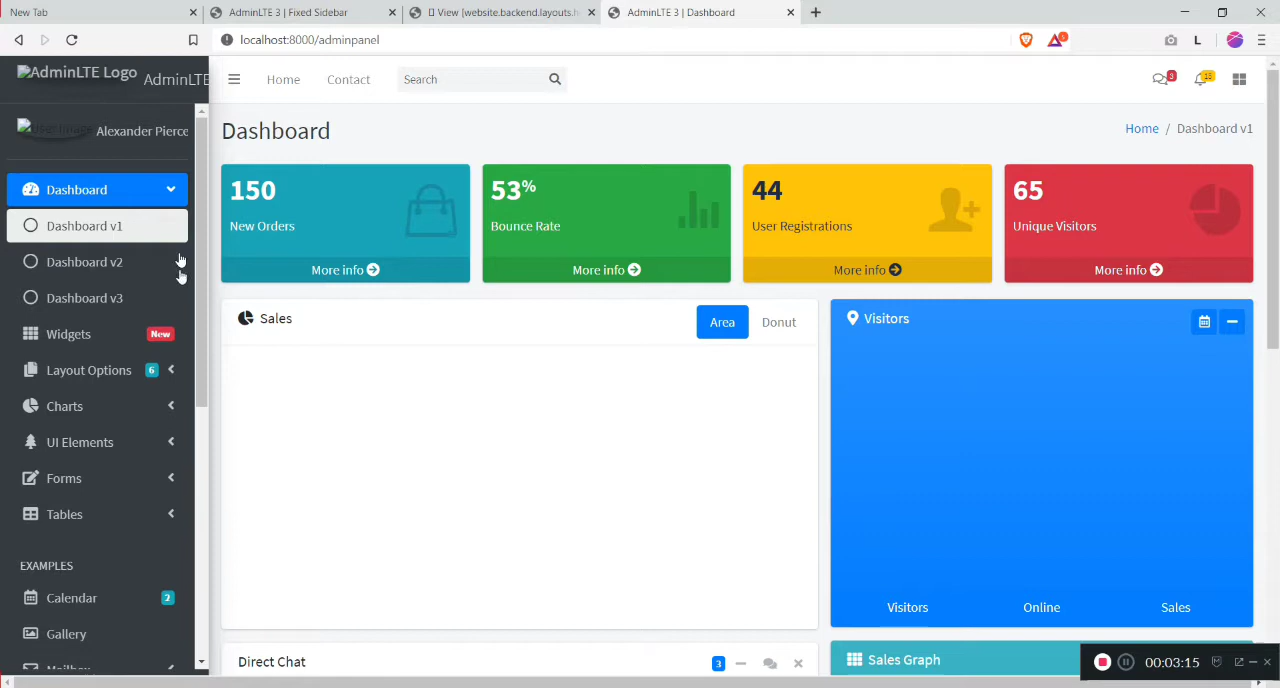 New Tab
AdminLTE 3 | Fixed Sidebar
View [website.backend.layouts.h
AdminLTE 3 | Dashboard
localhost:8000/adminpanel
L
AdminLTE Logo
AdminLTE
Home
Contact
Search
3
15
Alexander Pierce
Dashboard
Home / Dashboard v1
Dashboard
Dashboard v1
Dashboard v2
Dashboard v3
Widgets
New
Layout Options
6
Charts
UI Elements
Forms
Tables
EXAMPLES
Calendar
2
Gallery
Mailbox
150
New Orders
More info
53%
Bounce Rate
More info
44
User Registrations
More info
65
Unique Visitors
More info
Sales
Area
Donut
Visitors
Visitors
Online
Sales
Direct Chat
3
Sales Graph
00:03:15